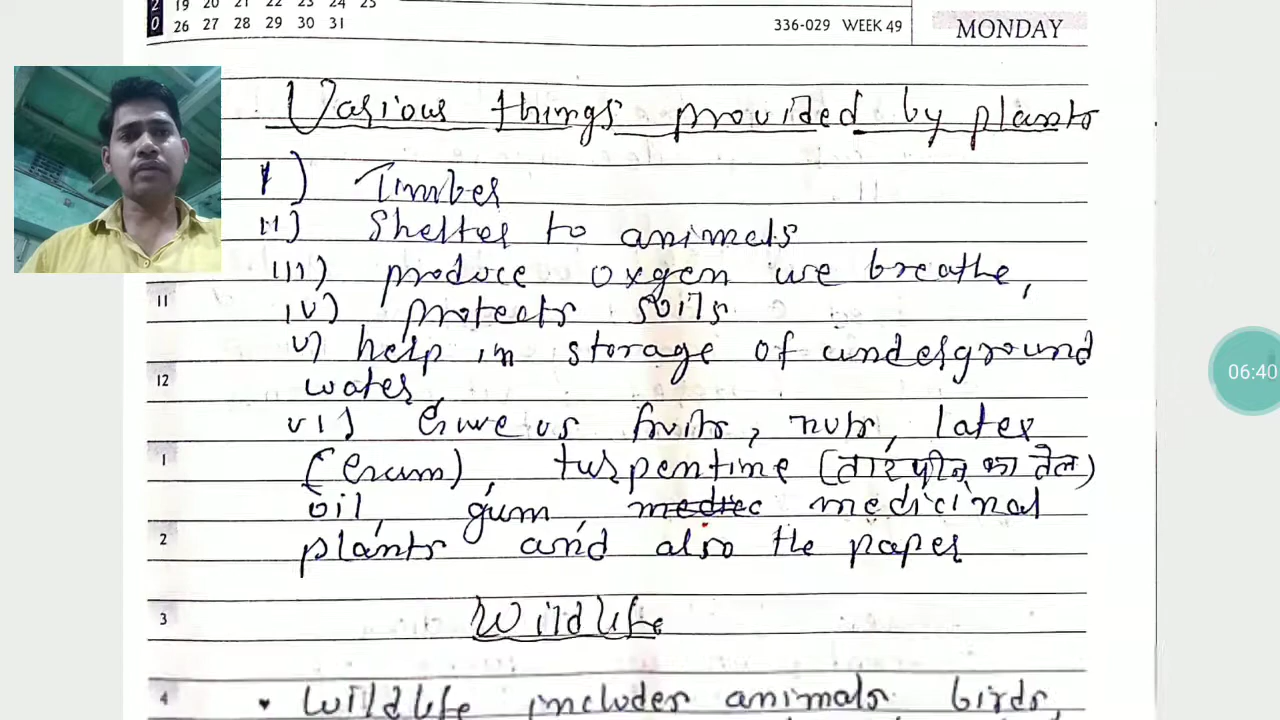 19 20 21 22 23 24 25
20 26 27 28 29 30 31
336-029 WEEK 49 MONDAY
Various things provided by plants
I) Timber
ii) Shelter to animals
iii) produce oxygen we breathe,
11
iv) protects soils
v) help in storage of underground
12
water,
vi) Give us fruits, nuts, latex
1
(Gum), turpentine (तारपीन का तेल)
oil, gum, medicinal
2
plants and also the paper
3
Wildlife
4
• Wildlife includes animals birds,
06:40